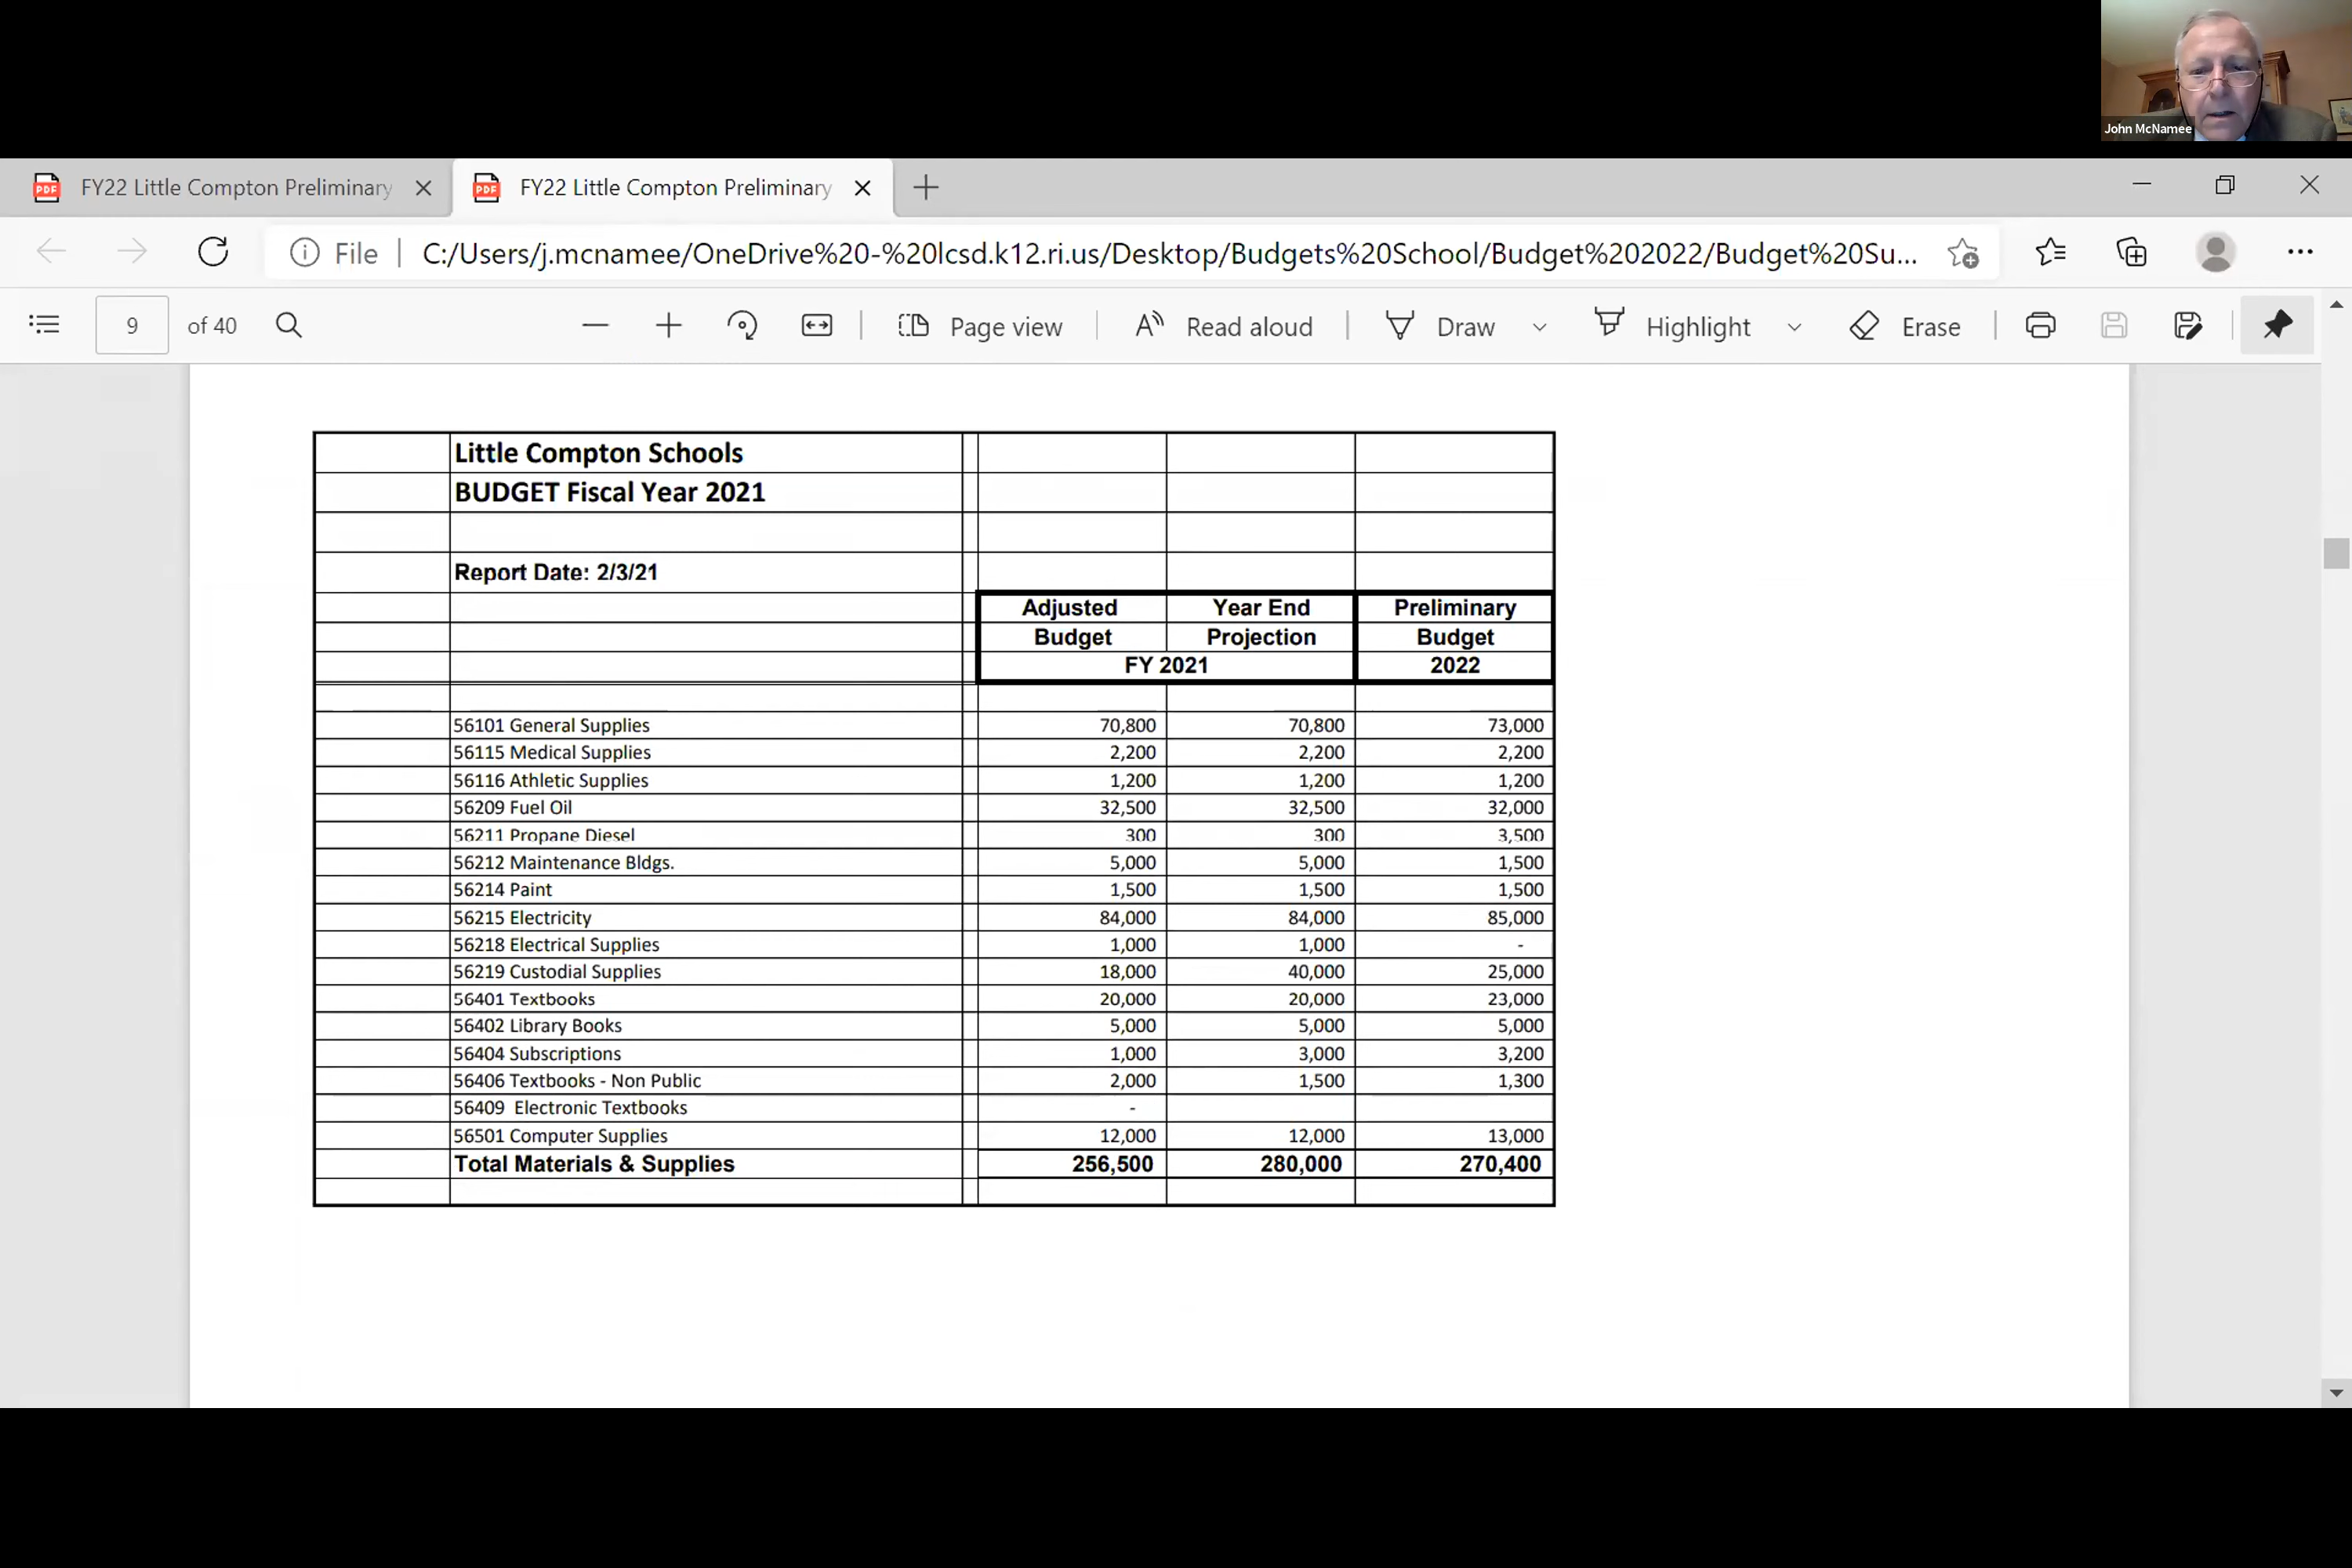 John McNamee
FY22 Little Compton Preliminary
FY22 Little Compton Preliminary
File
C:/Users/j.mcnamee/OneDrive%20-%20lcsd.k12.ri.us/Desktop/Budgets%20School/Budget%202022/Budget%20Su...
9 of 40
Page view
Read aloud
Draw
Highlight
Erase
Little Compton Schools
BUDGET Fiscal Year 2021
Report Date: 2/3/21
Adjusted Year End Preliminary
Budget Projection Budget
FY 2021 2022
56101 General Supplies 70,800 70,800 73,000
56115 Medical Supplies 2,200 2,200 2,200
56116 Athletic Supplies 1,200 1,200 1,200
56209 Fuel Oil 32,500 32,500 32,000
56211 Propane Diesel 300 300 3,500
56212 Maintenance Bldgs. 5,000 5,000 1,500
56214 Paint 1,500 1,500 1,500
56215 Electricity 84,000 84,000 85,000
56218 Electrical Supplies 1,000 1,000 -
56219 Custodial Supplies 18,000 40,000 25,000
56401 Textbooks 20,000 20,000 23,000
56402 Library Books 5,000 5,000 5,000
56404 Subscriptions 1,000 3,000 3,200
56406 Textbooks - Non Public 2,000 1,500 1,300
56409 Electronic Textbooks -
56501 Computer Supplies 12,000 12,000 13,000
Total Materials & Supplies 256,500 280,000 270,400